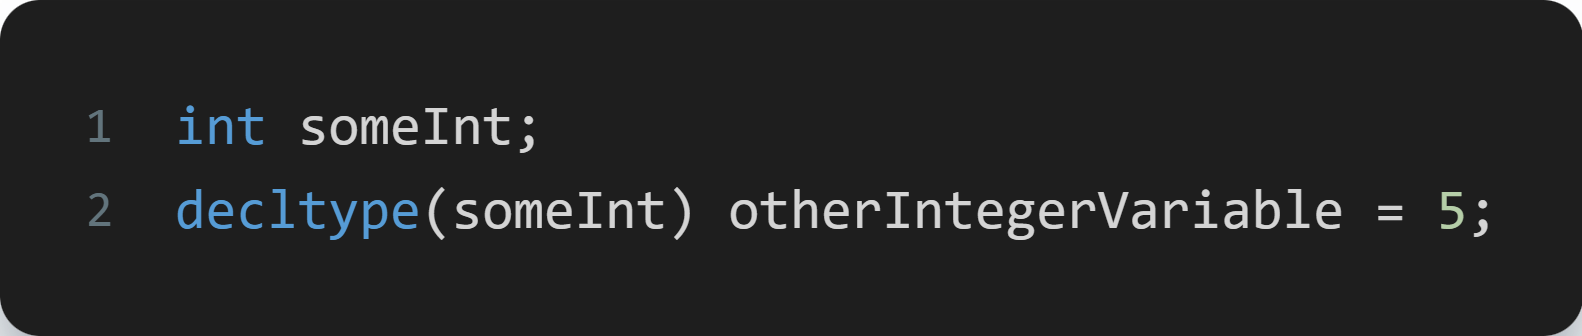 1 int someInt;
2 decltype(someInt) otherIntegerVariable = 5;